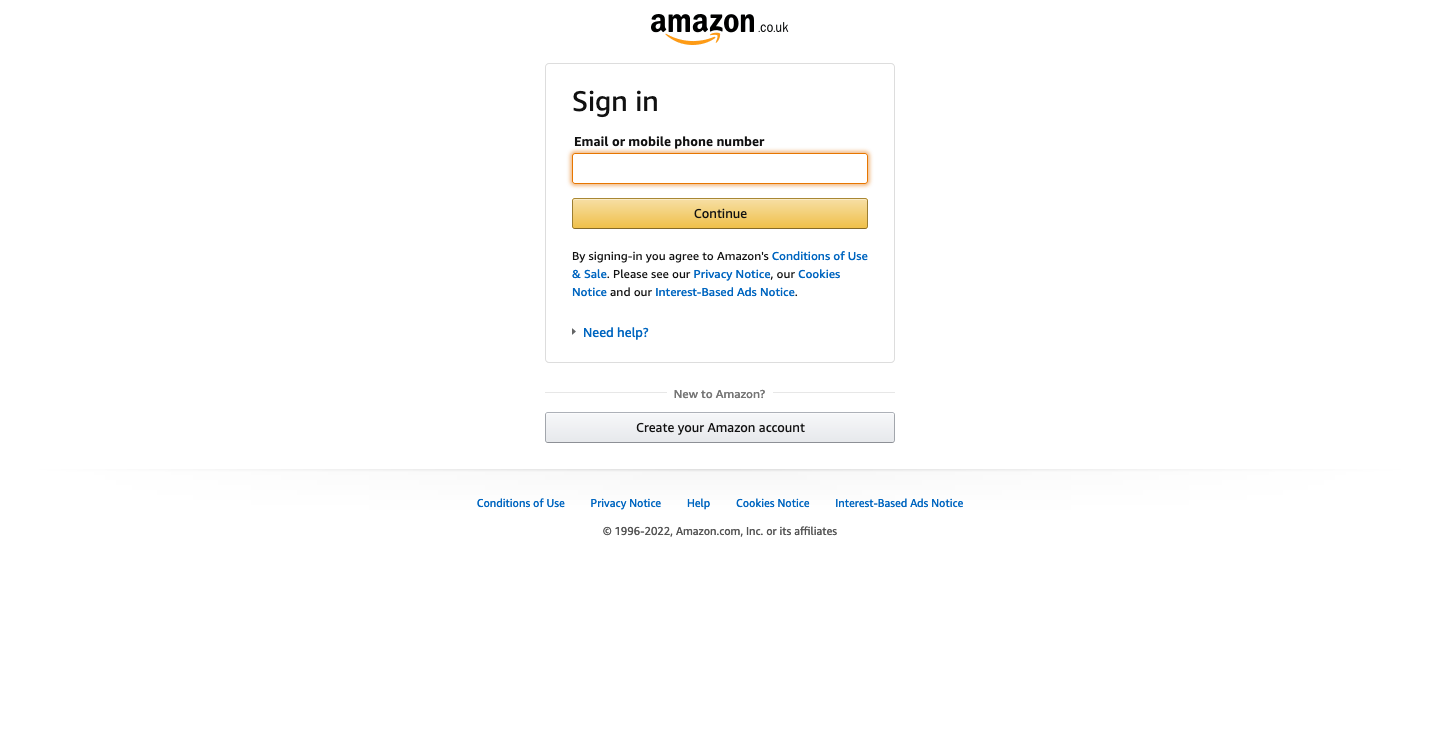 amazon.co.uk
Sign in
Email or mobile phone number
Continue
By signing-in you agree to Amazon's Conditions of Use
& Sale. Please see our Privacy Notice, our Cookies
Notice and our Interest-Based Ads Notice.
Need help?
New to Amazon?
Create your Amazon account
Conditions of Use Privacy Notice Help Cookies Notice Interest-Based Ads Notice
© 1996-2022, Amazon.com, Inc. or its affiliates